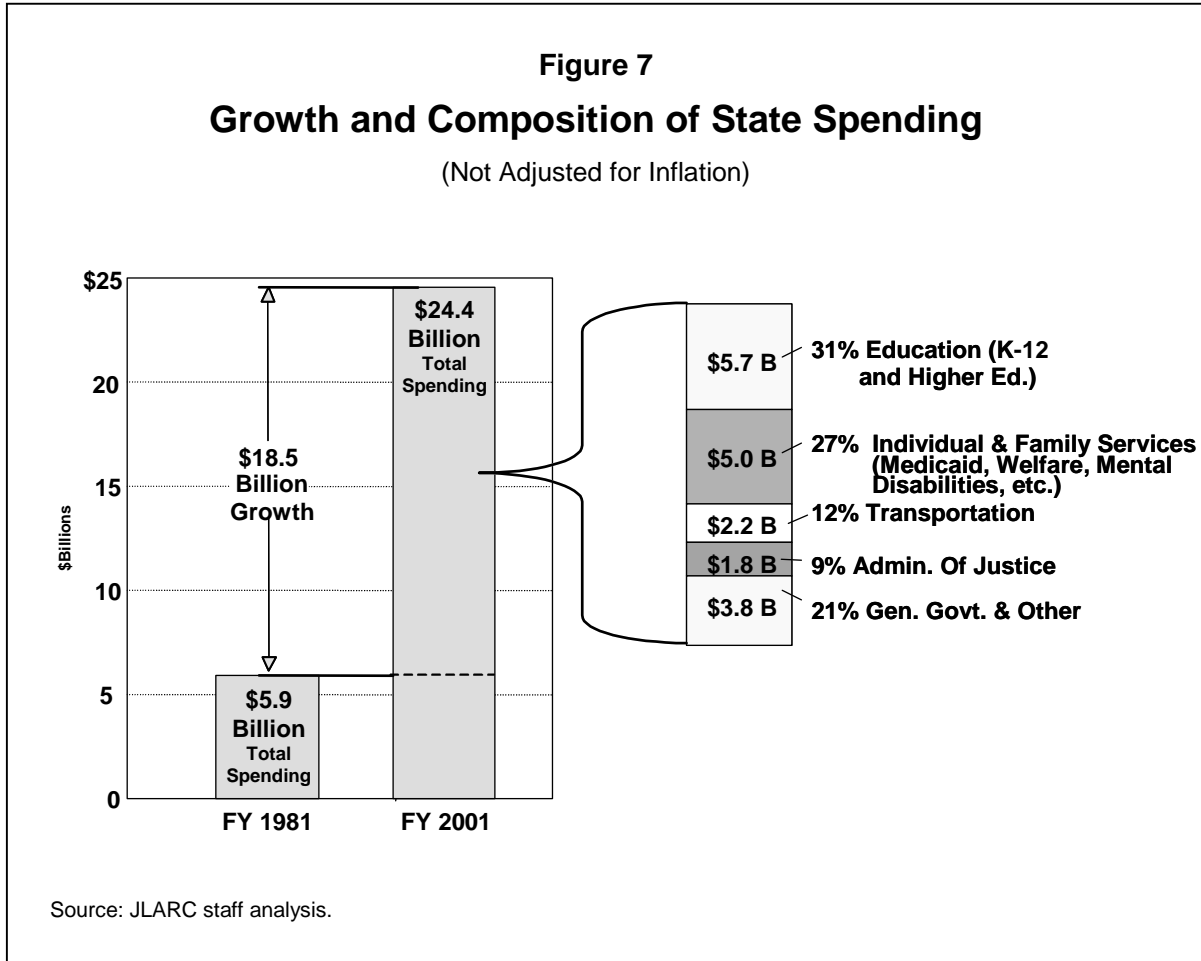 Figure 7
Growth and Composition of State Spending
(Not Adjusted for Inflation)
$25
20
15
10
5
0
$Billions
$18.5
Billion
Growth
$5.9
Billion
Total
Spending
$24.4
Billion
Total
Spending
FY 1981
FY 2001
$5.7 B
31% Education (K-12
and Higher Ed.)
$5.0 B
27% Individual & Family Services
(Medicaid, Welfare, Mental
Disabilities, etc.)
$2.2 B
12% Transportation
$1.8 B
9% Admin. Of Justice
$3.8 B
21% Gen. Govt. & Other
Source: JLARC staff analysis.